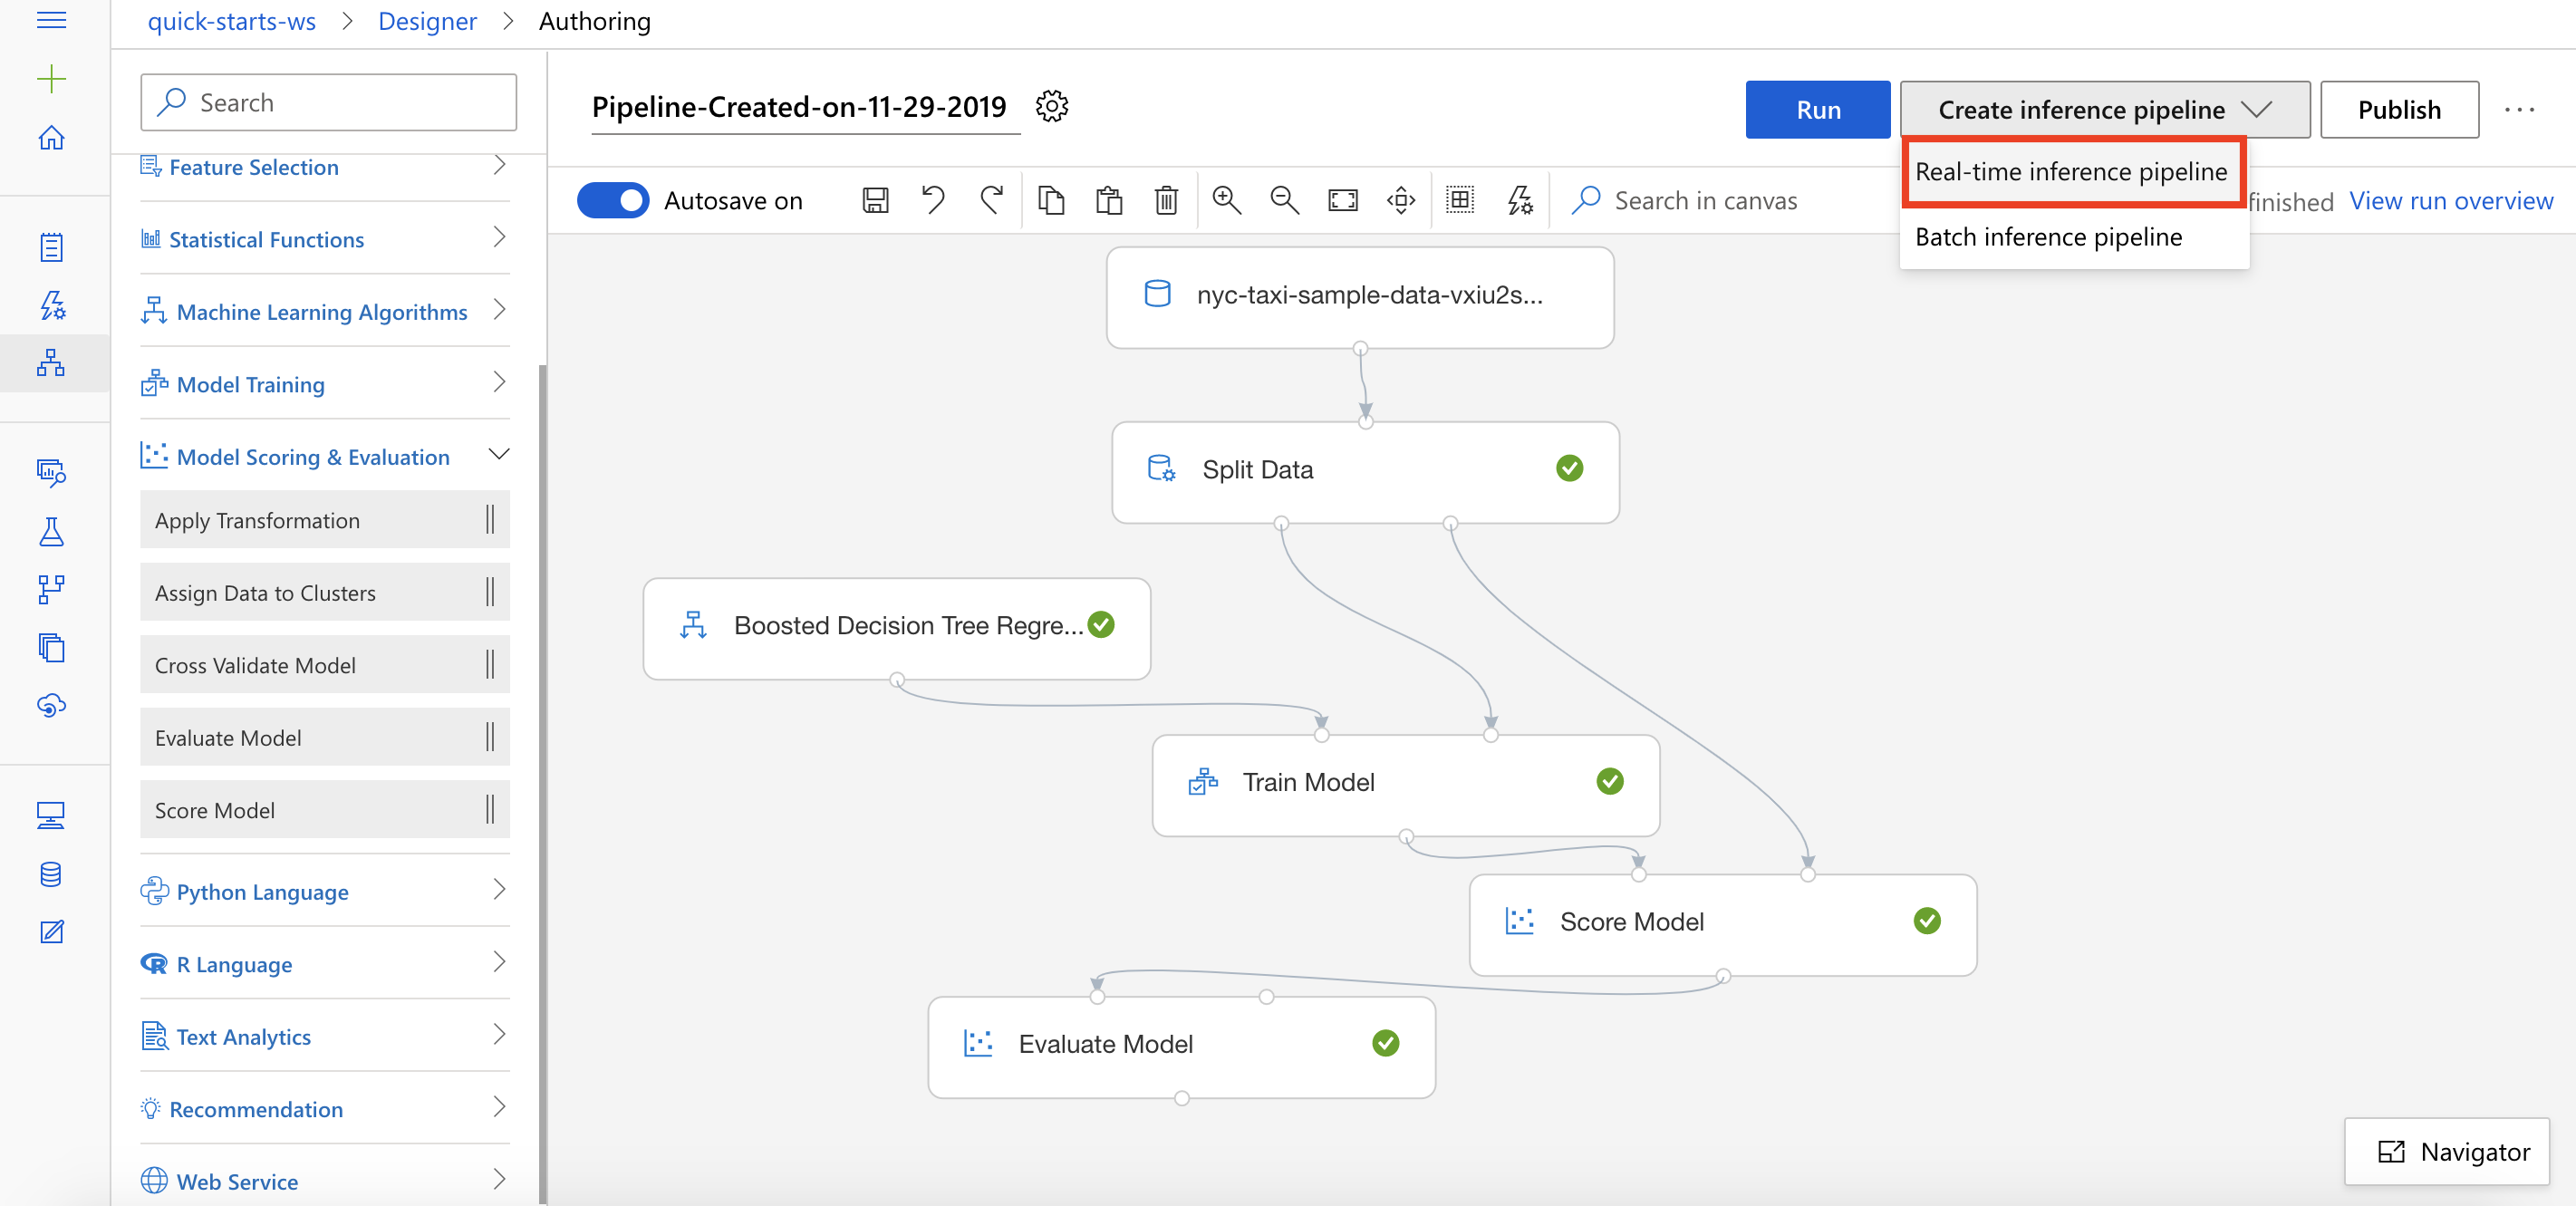 quick-starts-ws > Designer > Authoring
Search
Feature Selection
Statistical Functions
Machine Learning Algorithms
Model Training
Model Scoring & Evaluation
Apply Transformation
Assign Data to Clusters
Cross Validate Model
Evaluate Model
Score Model
Python Language
R Language
Text Analytics
Recommendation
Web Service
Pipeline-Created-on-11-29-2019
Run
Create inference pipeline
Publish
...
Real-time inference pipeline
Batch inference pipeline
Autosave on
Search in canvas
finished
View run overview
nyc-taxi-sample-data-vxiu2s...
Split Data
Boosted Decision Tree Regre...
Train Model
Score Model
Evaluate Model
Navigator